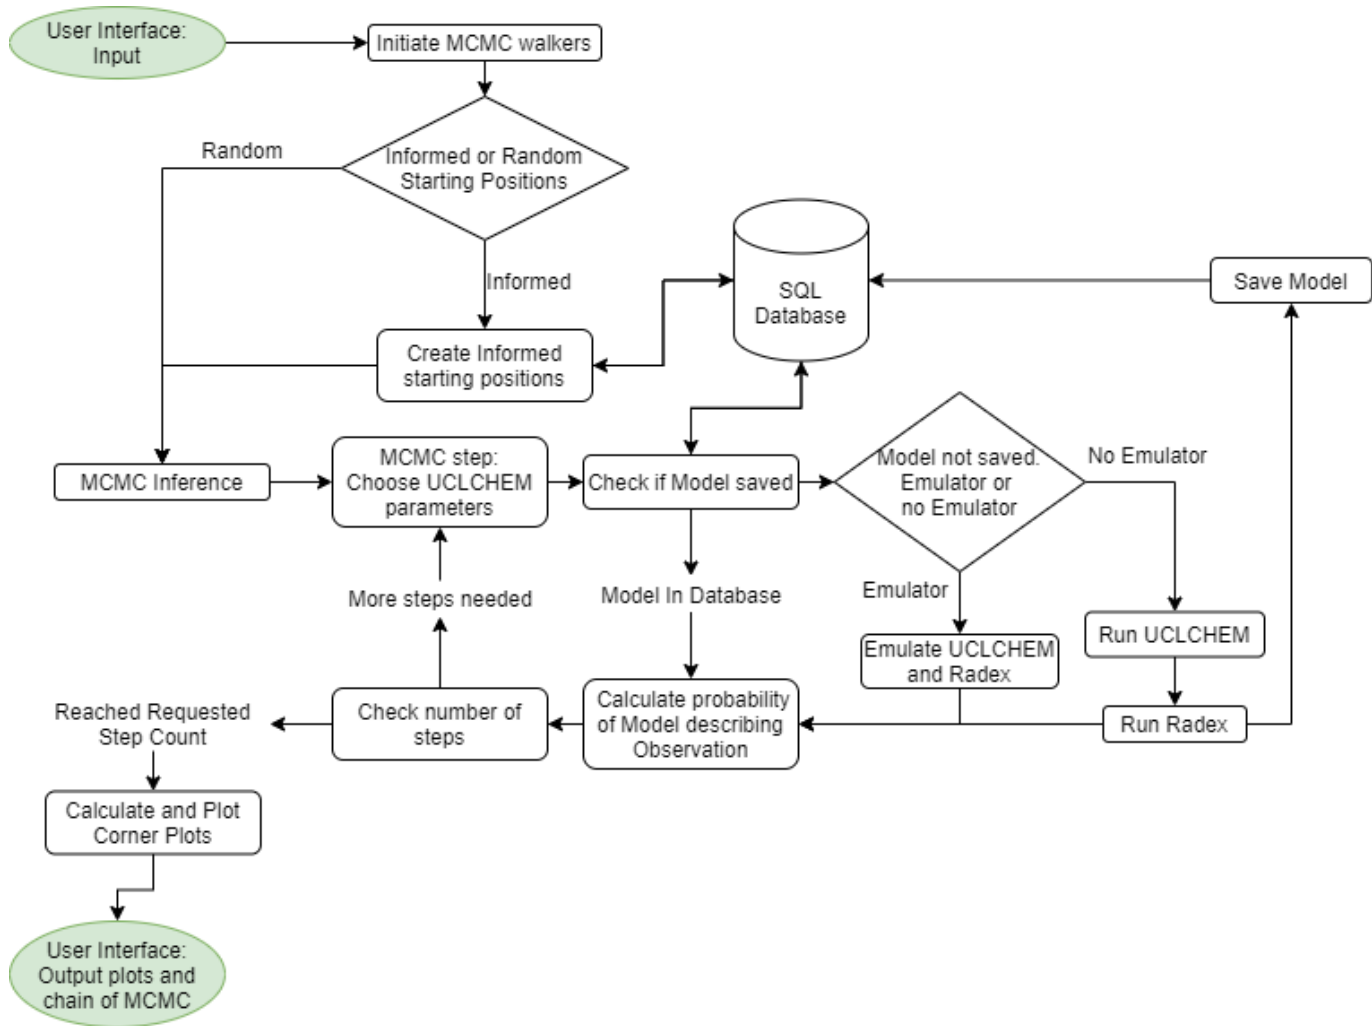 User Interface:
Input
Initiate MCMC walkers
Random
Informed or Random
Starting Positions
Informed
SQL
Database
Save Model
Create Informed
starting positions
MCMC Inference
MCMC step:
Choose UCLCHEM
parameters
Check if Model saved
Model not saved.
Emulator or
no Emulator
No Emulator
More steps needed
Model In Database
Emulator
Emulate UCLCHEM
and Radex
Run UCLCHEM
Reached Requested
Step Count
Check number of
steps
Calculate probability
of Model describing
Observation
Run Radex
Calculate and Plot
Corner Plots
User Interface:
Output plots and
chain of MCMC